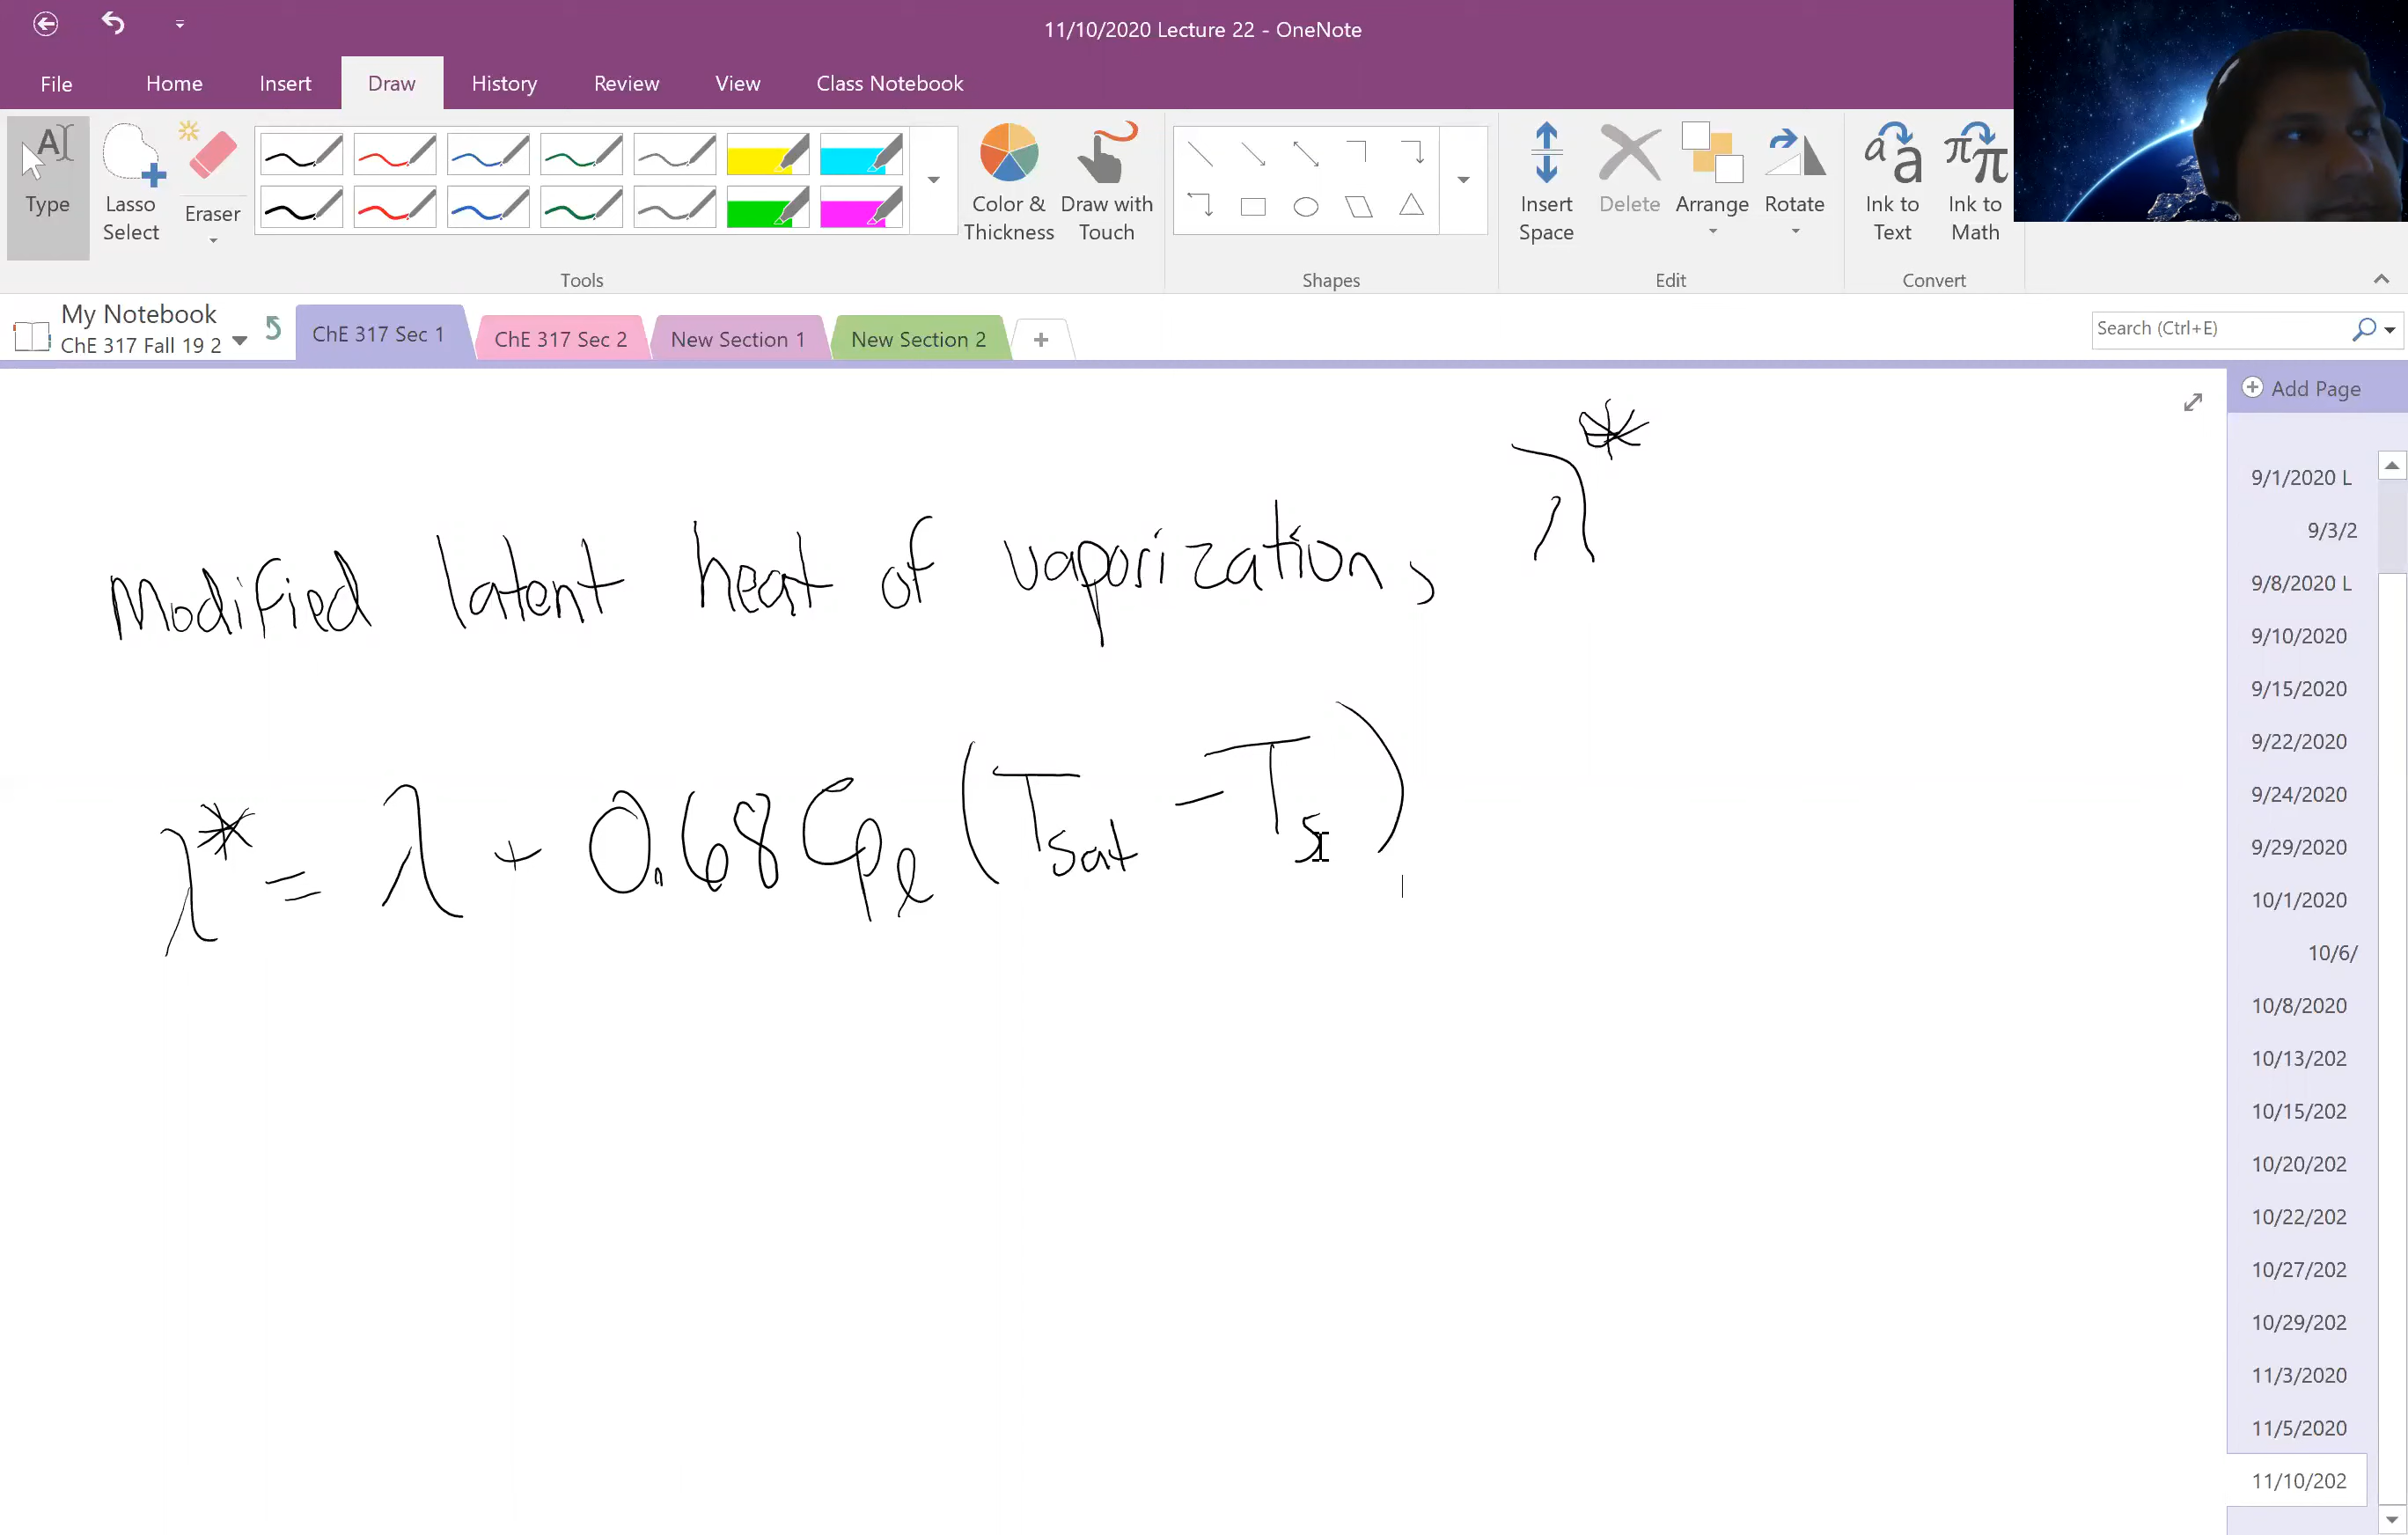 11/10/2020 Lecture 22 - OneNote
File Home Insert Draw History Review View Class Notebook
Type
Lasso Select
Eraser
Color & Thickness
Draw with Touch
Insert Space
Delete
Arrange
Rotate
Ink to Text
Ink to Math
Tools Shapes Edit Convert
My Notebook
ChE 317 Fall 19 2
ChE 317 Sec 1 ChE 317 Sec 2 New Section 1 New Section 2 +
Search (Ctrl+E)
Add Page
9/1/2020 L
9/3/2
9/8/2020 L
9/10/2020
9/15/2020
9/22/2020
9/24/2020
9/29/2020
10/1/2020
10/6/
10/8/2020
10/13/202
10/15/202
10/20/202
10/22/202
10/27/202
10/29/202
11/3/2020
11/5/2020
11/10/202
Modified latent heat of vaporization, λ*
λ* = λ + 0.68 Cpℓ (Tsat - Ts)